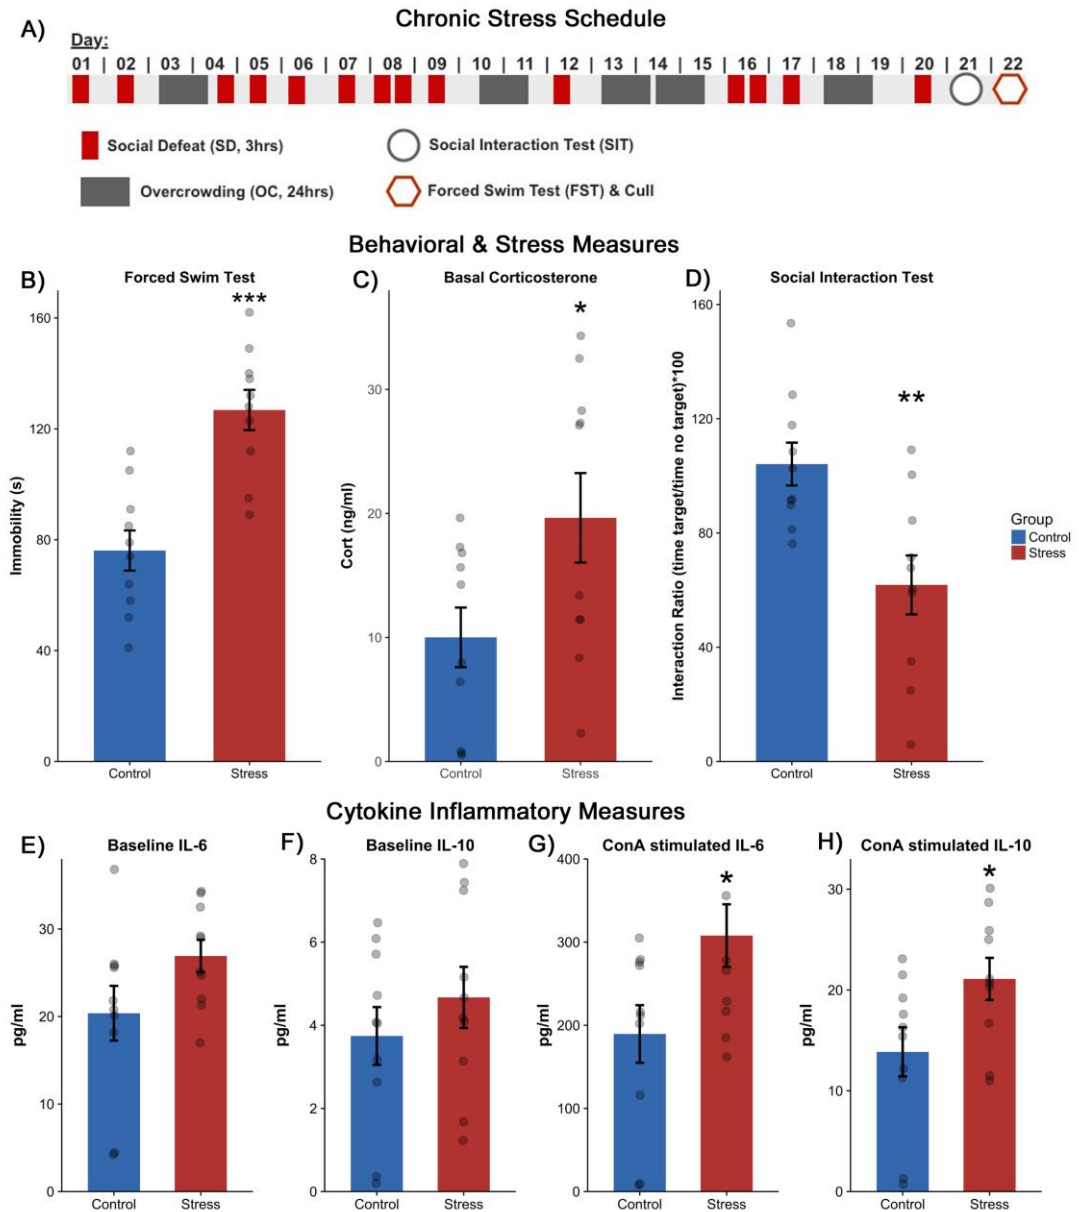 Chronic Stress Schedule
A)
Day:
01 | 02 | 03 | 04 | 05 | 06 | 07 | 08 | 09 | 10 | 11 | 12 | 13 | 14 | 15 | 16 | 17 | 18 | 19 | 20 | 21 | 22
Social Defeat (SD, 3hrs)
Social Interaction Test (SIT)
Overcrowding (OC, 24hrs)
Forced Swim Test (FST) & Cull
Behavioral & Stress Measures
B)
Forced Swim Test
***
Immobility (s)
160
120
80
40
0
Control
Stress
C)
Basal Corticosterone
*
Cort (ng/ml)
30
20
10
0
Control
Stress
D)
Social Interaction Test
**
Interaction Ratio (time target/time no target)*100
160
120
80
40
0
Control
Stress
Group
Control
Stress
Cytokine Inflammatory Measures
E)
Baseline IL-6
pg/ml
30
20
10
0
Control
Stress
F)
Baseline IL-10
pg/ml
8
6
4
2
0
Control
Stress
G)
ConA stimulated IL-6
*
pg/ml
400
300
200
100
0
Control
Stress
H)
ConA stimulated IL-10
*
pg/ml
30
20
10
0
Control
Stress